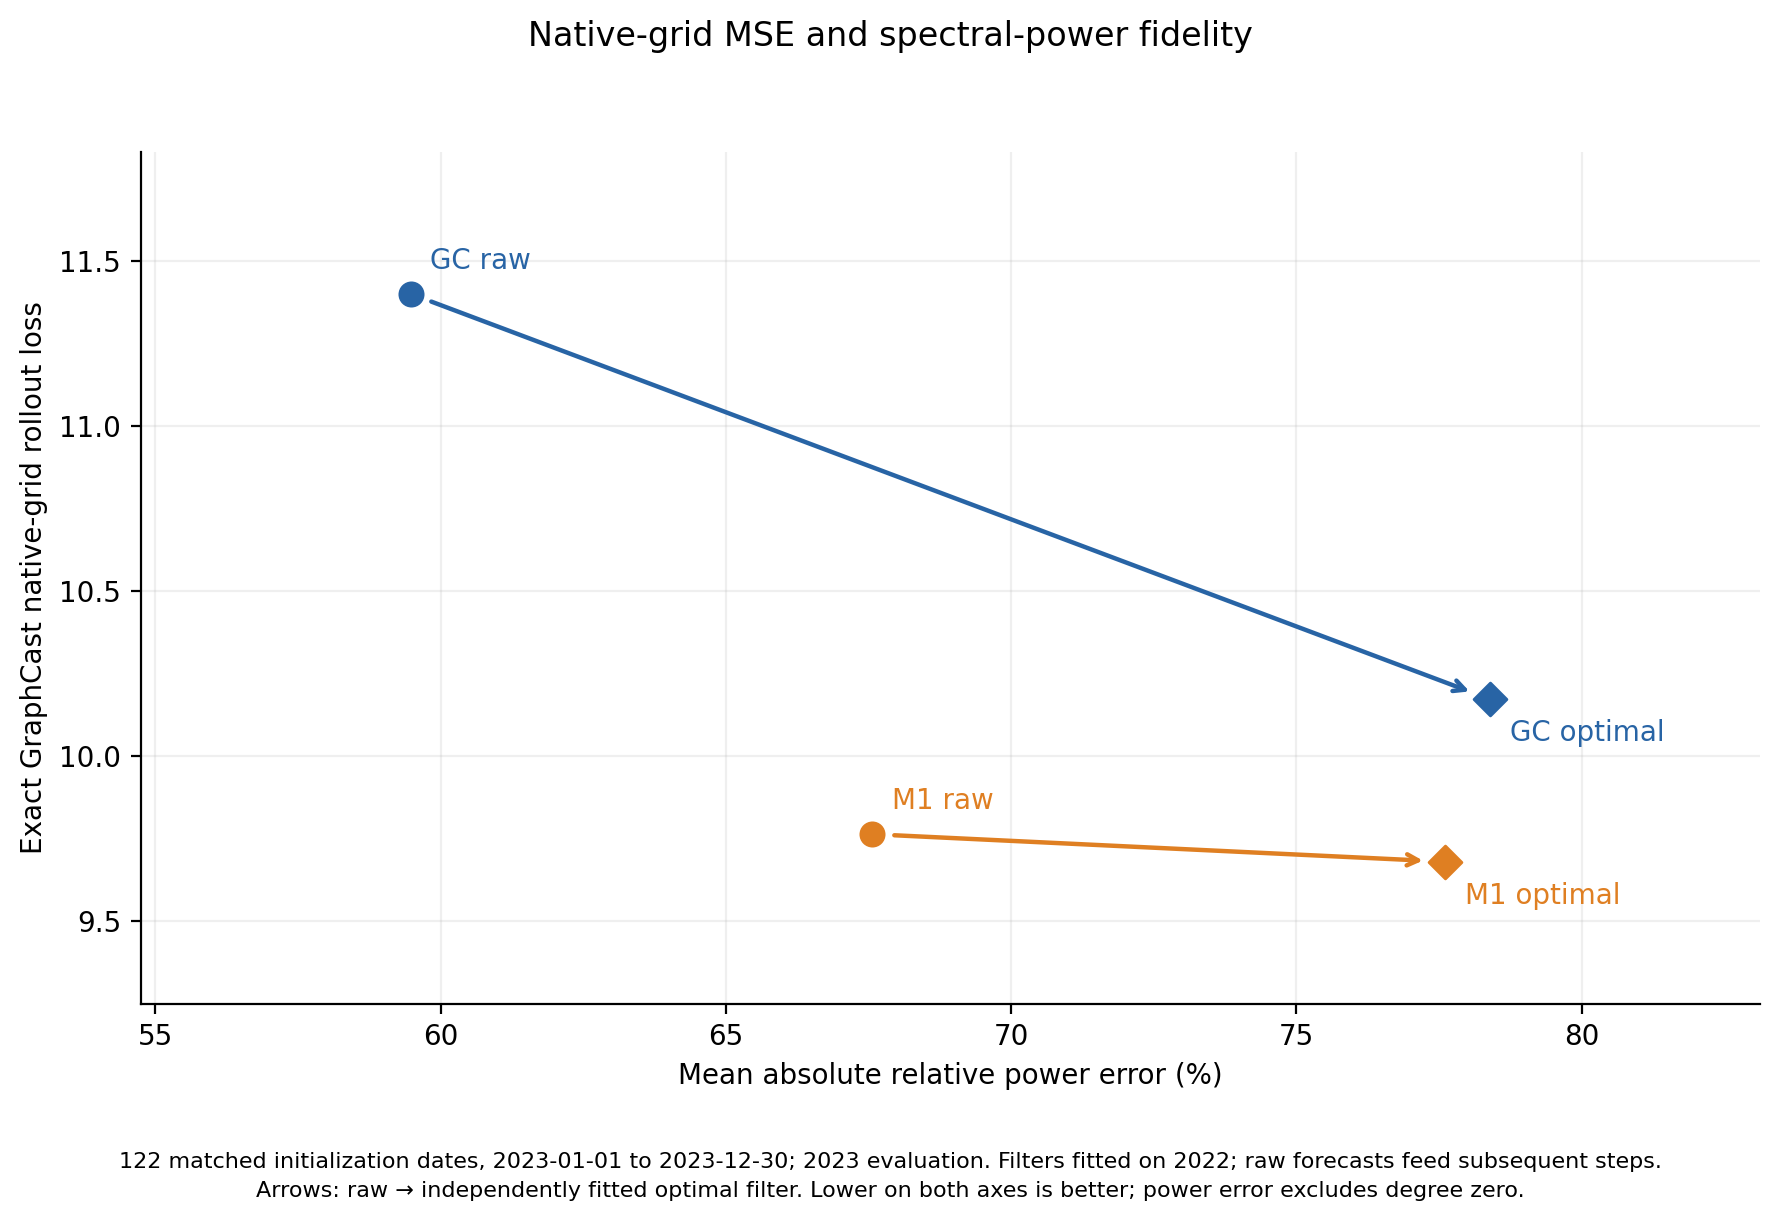 Native-grid MSE and spectral-power fidelity
Exact GraphCast native-grid rollout loss
11.5
11.0
10.5
10.0
9.5
GC raw
GC optimal
M1 raw
M1 optimal
55
60
65
70
75
80
Mean absolute relative power error (%)
122 matched initialization dates, 2023-01-01 to 2023-12-30; 2023 evaluation. Filters fitted on 2022; raw forecasts feed subsequent steps.
Arrows: raw → independently fitted optimal filter. Lower on both axes is better; power error excludes degree zero.